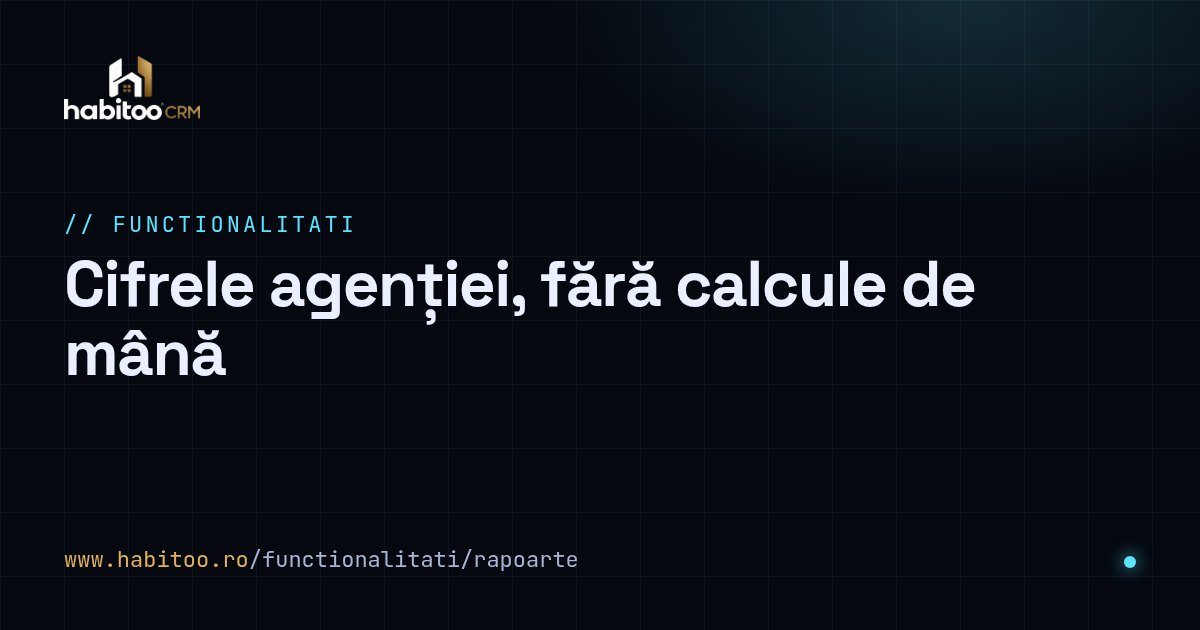 habitoo CRM
// FUNCTIONALITATI
Cifrele agenției, fără calcule de
mână
www.habitoo.ro/functionalitati/rapoarte